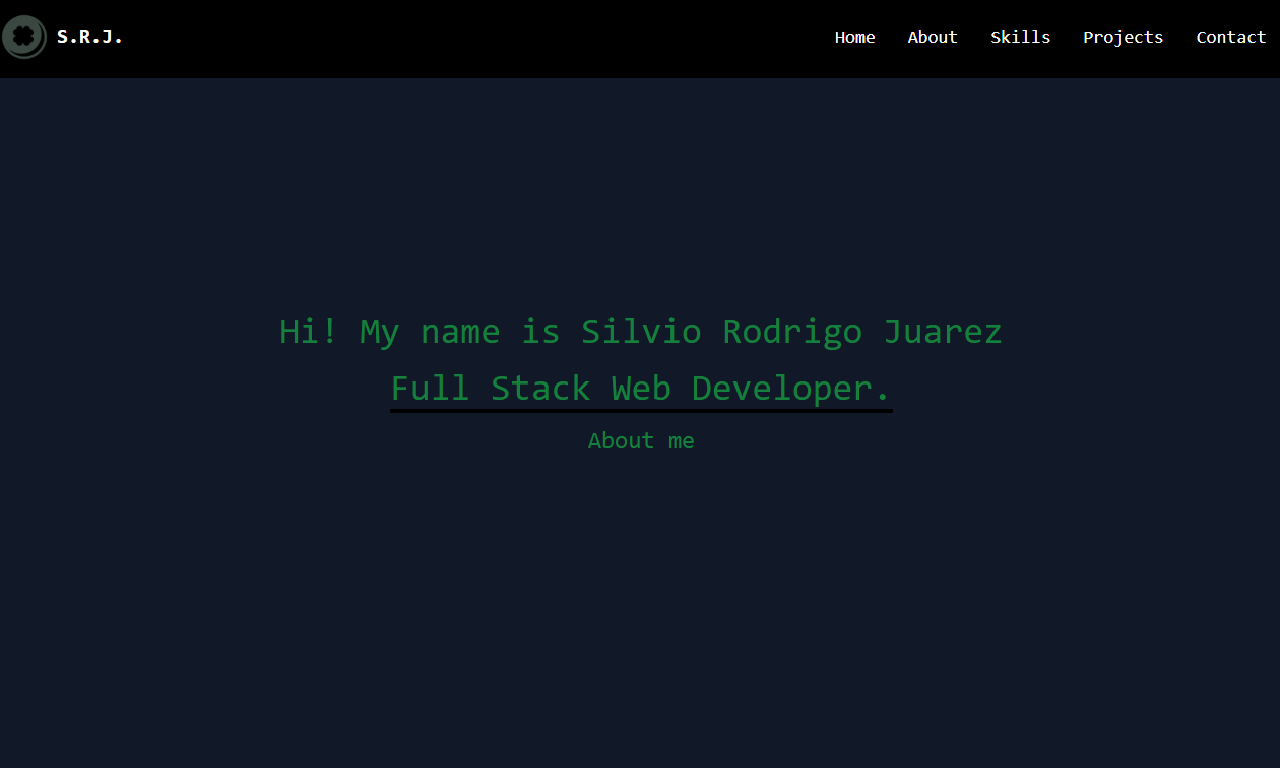 S.R.J.
Home About Skills Projects Contact
Hi! My name is Silvio Rodrigo Juarez
Full Stack Web Developer.
About me